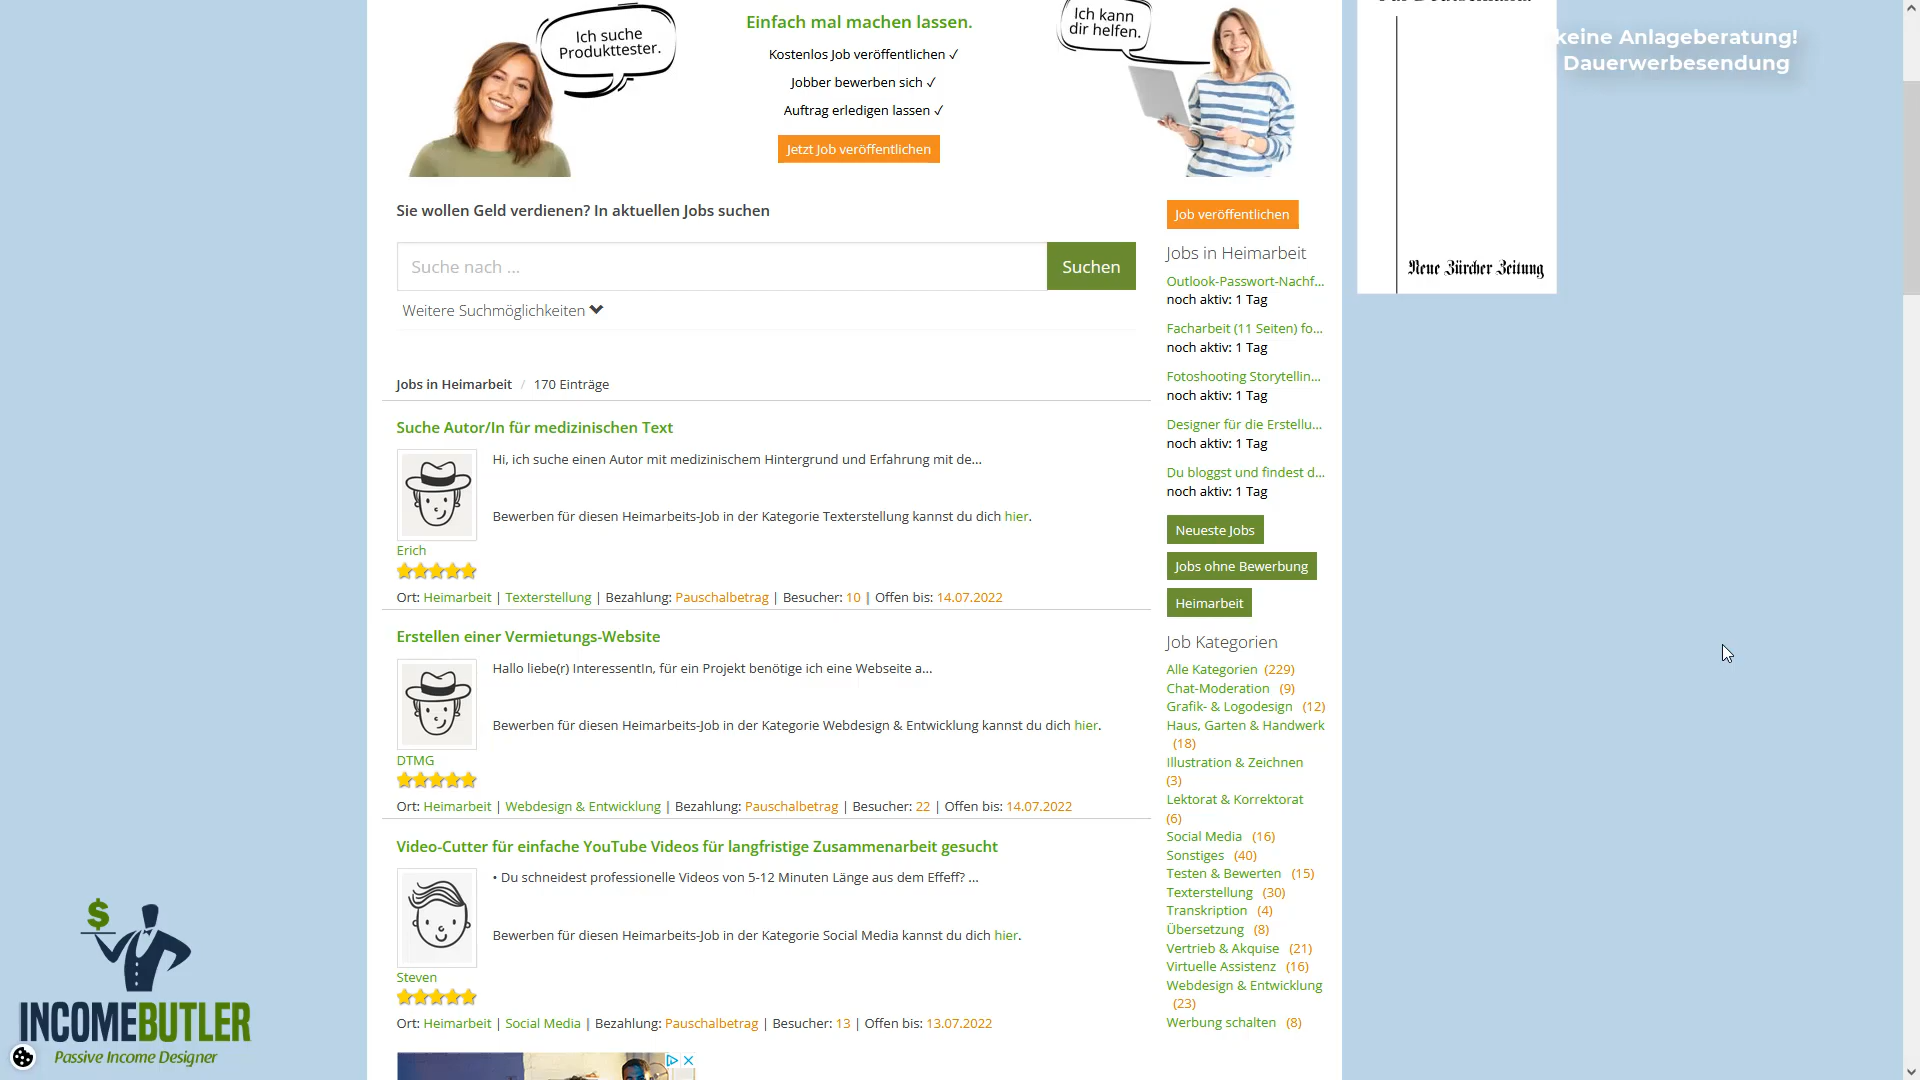 Ich suche
Produkttester.
Einfach mal machen lassen.
Kostenlos Job veröffentlichen ✓
Jobber bewerben sich ✓
Auftrag erledigen lassen ✓
Jetzt Job veröffentlichen
Ich kann
dir helfen.
keine Anlageberatung!
Dauerwerbesendung
Neue Zürcher Zeitung
Sie wollen Geld verdienen? In aktuellen Jobs suchen
Suche nach ...
Suchen
Weitere Suchmöglichkeiten
Jobs in Heimarbeit / 170 Einträge
Suche Autor/In für medizinischen Text
Hi, ich suche einen Autor mit medizinischem Hintergrund und Erfahrung mit de...
Bewerben für diesen Heimarbeits-Job in der Kategorie Texterstellung kannst du dich hier.
Erich
Ort: Heimarbeit | Texterstellung | Bezahlung: Pauschalbetrag | Besucher: 10 | Offen bis: 14.07.2022
Erstellen einer Vermietungs-Website
Hallo liebe(r) InteressentIn, für ein Projekt benötige ich eine Webseite a...
Bewerben für diesen Heimarbeits-Job in der Kategorie Webdesign & Entwicklung kannst du dich hier.
DTMG
Ort: Heimarbeit | Webdesign & Entwicklung | Bezahlung: Pauschalbetrag | Besucher: 22 | Offen bis: 14.07.2022
Video-Cutter für einfache YouTube Videos für langfristige Zusammenarbeit gesucht
• Du schneidest professionelle Videos von 5-12 Minuten Länge aus dem Effeff? ...
Bewerben für diesen Heimarbeits-Job in der Kategorie Social Media kannst du dich hier.
Steven
Ort: Heimarbeit | Social Media | Bezahlung: Pauschalbetrag | Besucher: 13 | Offen bis: 13.07.2022
Job veröffentlichen
Jobs in Heimarbeit
Outlook-Passwort-Nachf...
noch aktiv: 1 Tag
Facharbeit (11 Seiten) fo...
noch aktiv: 1 Tag
Fotoshooting Storytellin...
noch aktiv: 1 Tag
Designer für die Erstellu...
noch aktiv: 1 Tag
Du bloggst und findest d...
noch aktiv: 1 Tag
Neueste Jobs
Jobs ohne Bewerbung
Heimarbeit
Job Kategorien
Alle Kategorien (229)
Chat-Moderation (9)
Grafik- & Logodesign (12)
Haus, Garten & Handwerk
(18)
Illustration & Zeichnen
(3)
Lektorat & Korrektorat
(6)
Social Media (16)
Sonstiges (40)
Testen & Bewerten (15)
Texterstellung (30)
Transkription (4)
Übersetzung (8)
Vertrieb & Akquise (21)
Virtuelle Assistenz (16)
Webdesign & Entwicklung
(23)
Werbung schalten (8)
$
INCOMEBUTLER
Passive Income Designer